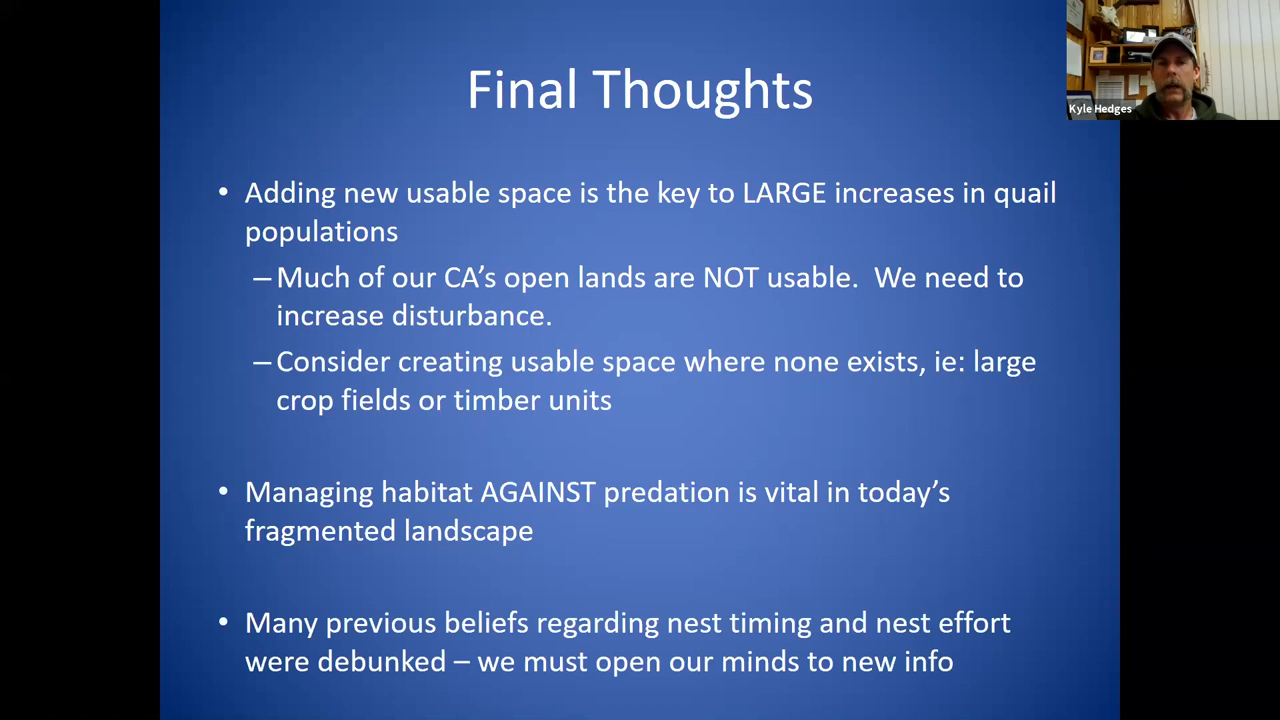 Final Thoughts
Kyle Hedges
• Adding new usable space is the key to LARGE increases in quail
populations
–Much of our CA’s open lands are NOT usable.  We need to
increase disturbance.
–Consider creating usable space where none exists, ie: large
crop fields or timber units
• Managing habitat AGAINST predation is vital in today’s
fragmented landscape
• Many previous beliefs regarding nest timing and nest effort
were debunked – we must open our minds to new info